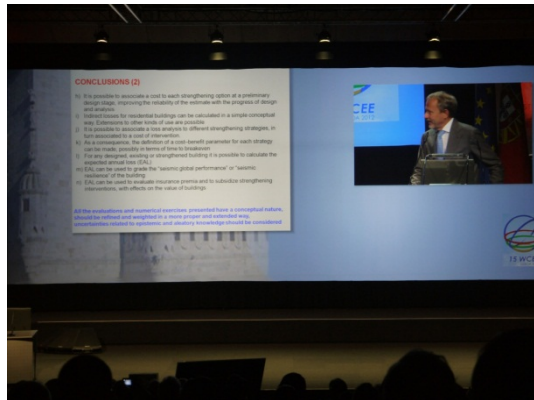 CONCLUSIONS (2)
h) It is possible to associate a cost to each strengthening option at a preliminary
design stage, improving the reliability of the estimate with the progress of design
and analysis
i) Indirect losses for residential buildings can be calculated in a simple conceptual
way. Extensions to other kinds of use are possible
j) It is possible to associate a loss analysis to different strengthening strategies, in
turn associated to a cost of intervention.
k) As a consequence, the definition of a cost-benefit parameter for each strategy
can be made, possibly in terms of time to breakeven
l) For any designed, existing or strengthened building it is possible to calculate the
expected annual loss (EAL)
m) EAL can be used to grade the "seismic global performance" or "seismic
resilience" of the building
n) EAL can be used to evaluate insurance premia and to subsidize strengthening
interventions, with effects on the value of buildings
All the evaluations and numerical exercises presented have a conceptual nature,
should be refined and weighted in a more proper and extended way,
uncertainties related to epistemic and aleatory knowledge should be considered
CEE
2012
15 WCE